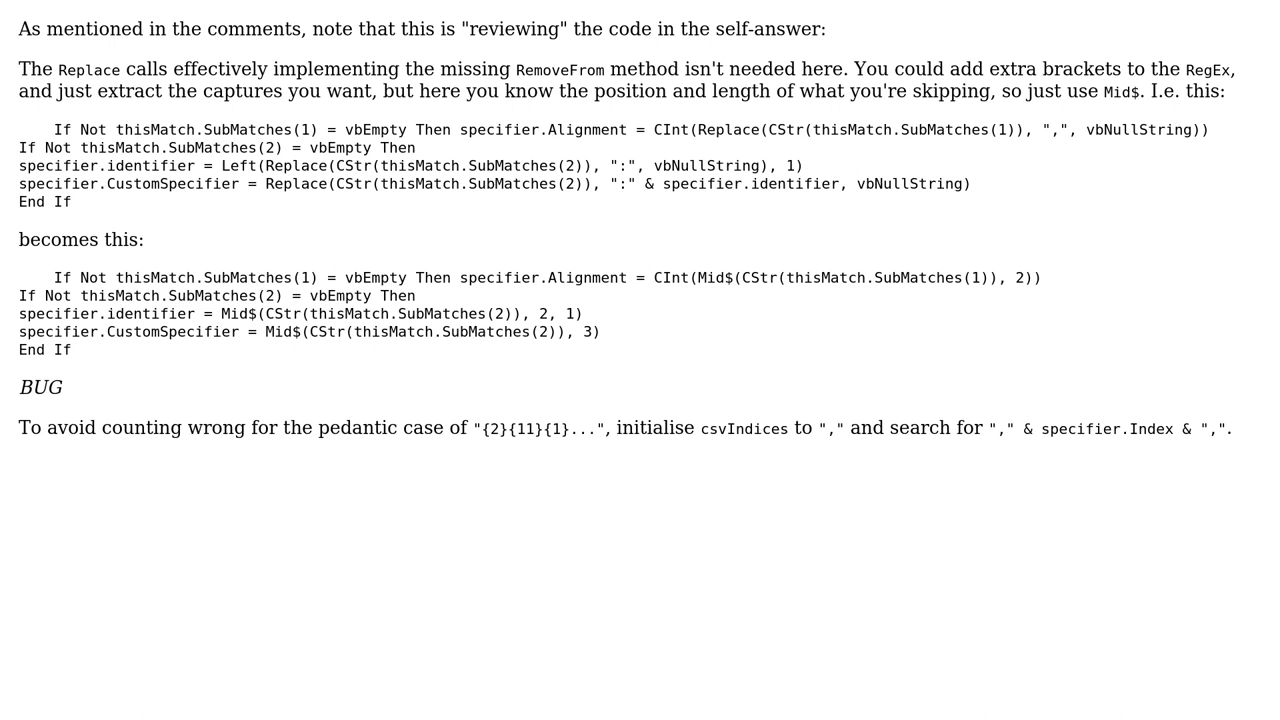 As mentioned in the comments, note that this is "reviewing" the code in the self-answer:
The Replace calls effectively implementing the missing RemoveFrom method isn't needed here. You could add extra brackets to the RegEx,
and just extract the captures you want, but here you know the position and length of what you're skipping, so just use Mid$. I.e. this:
    If Not thisMatch.SubMatches(1) = vbEmpty Then specifier.Alignment = CInt(Replace(CStr(thisMatch.SubMatches(1)), ",", vbNullString))
If Not thisMatch.SubMatches(2) = vbEmpty Then
specifier.identifier = Left(Replace(CStr(thisMatch.SubMatches(2)), ":", vbNullString), 1)
specifier.CustomSpecifier = Replace(CStr(thisMatch.SubMatches(2)), ":" & specifier.identifier, vbNullString)
End If
becomes this:
    If Not thisMatch.SubMatches(1) = vbEmpty Then specifier.Alignment = CInt(Mid$(CStr(thisMatch.SubMatches(1)), 2))
If Not thisMatch.SubMatches(2) = vbEmpty Then
specifier.identifier = Mid$(CStr(thisMatch.SubMatches(2)), 2, 1)
specifier.CustomSpecifier = Mid$(CStr(thisMatch.SubMatches(2)), 3)
End If
BUG
To avoid counting wrong for the pedantic case of "{2}{11}{1}...", initialise csvIndices to "," and search for "," & specifier.Index & ",".